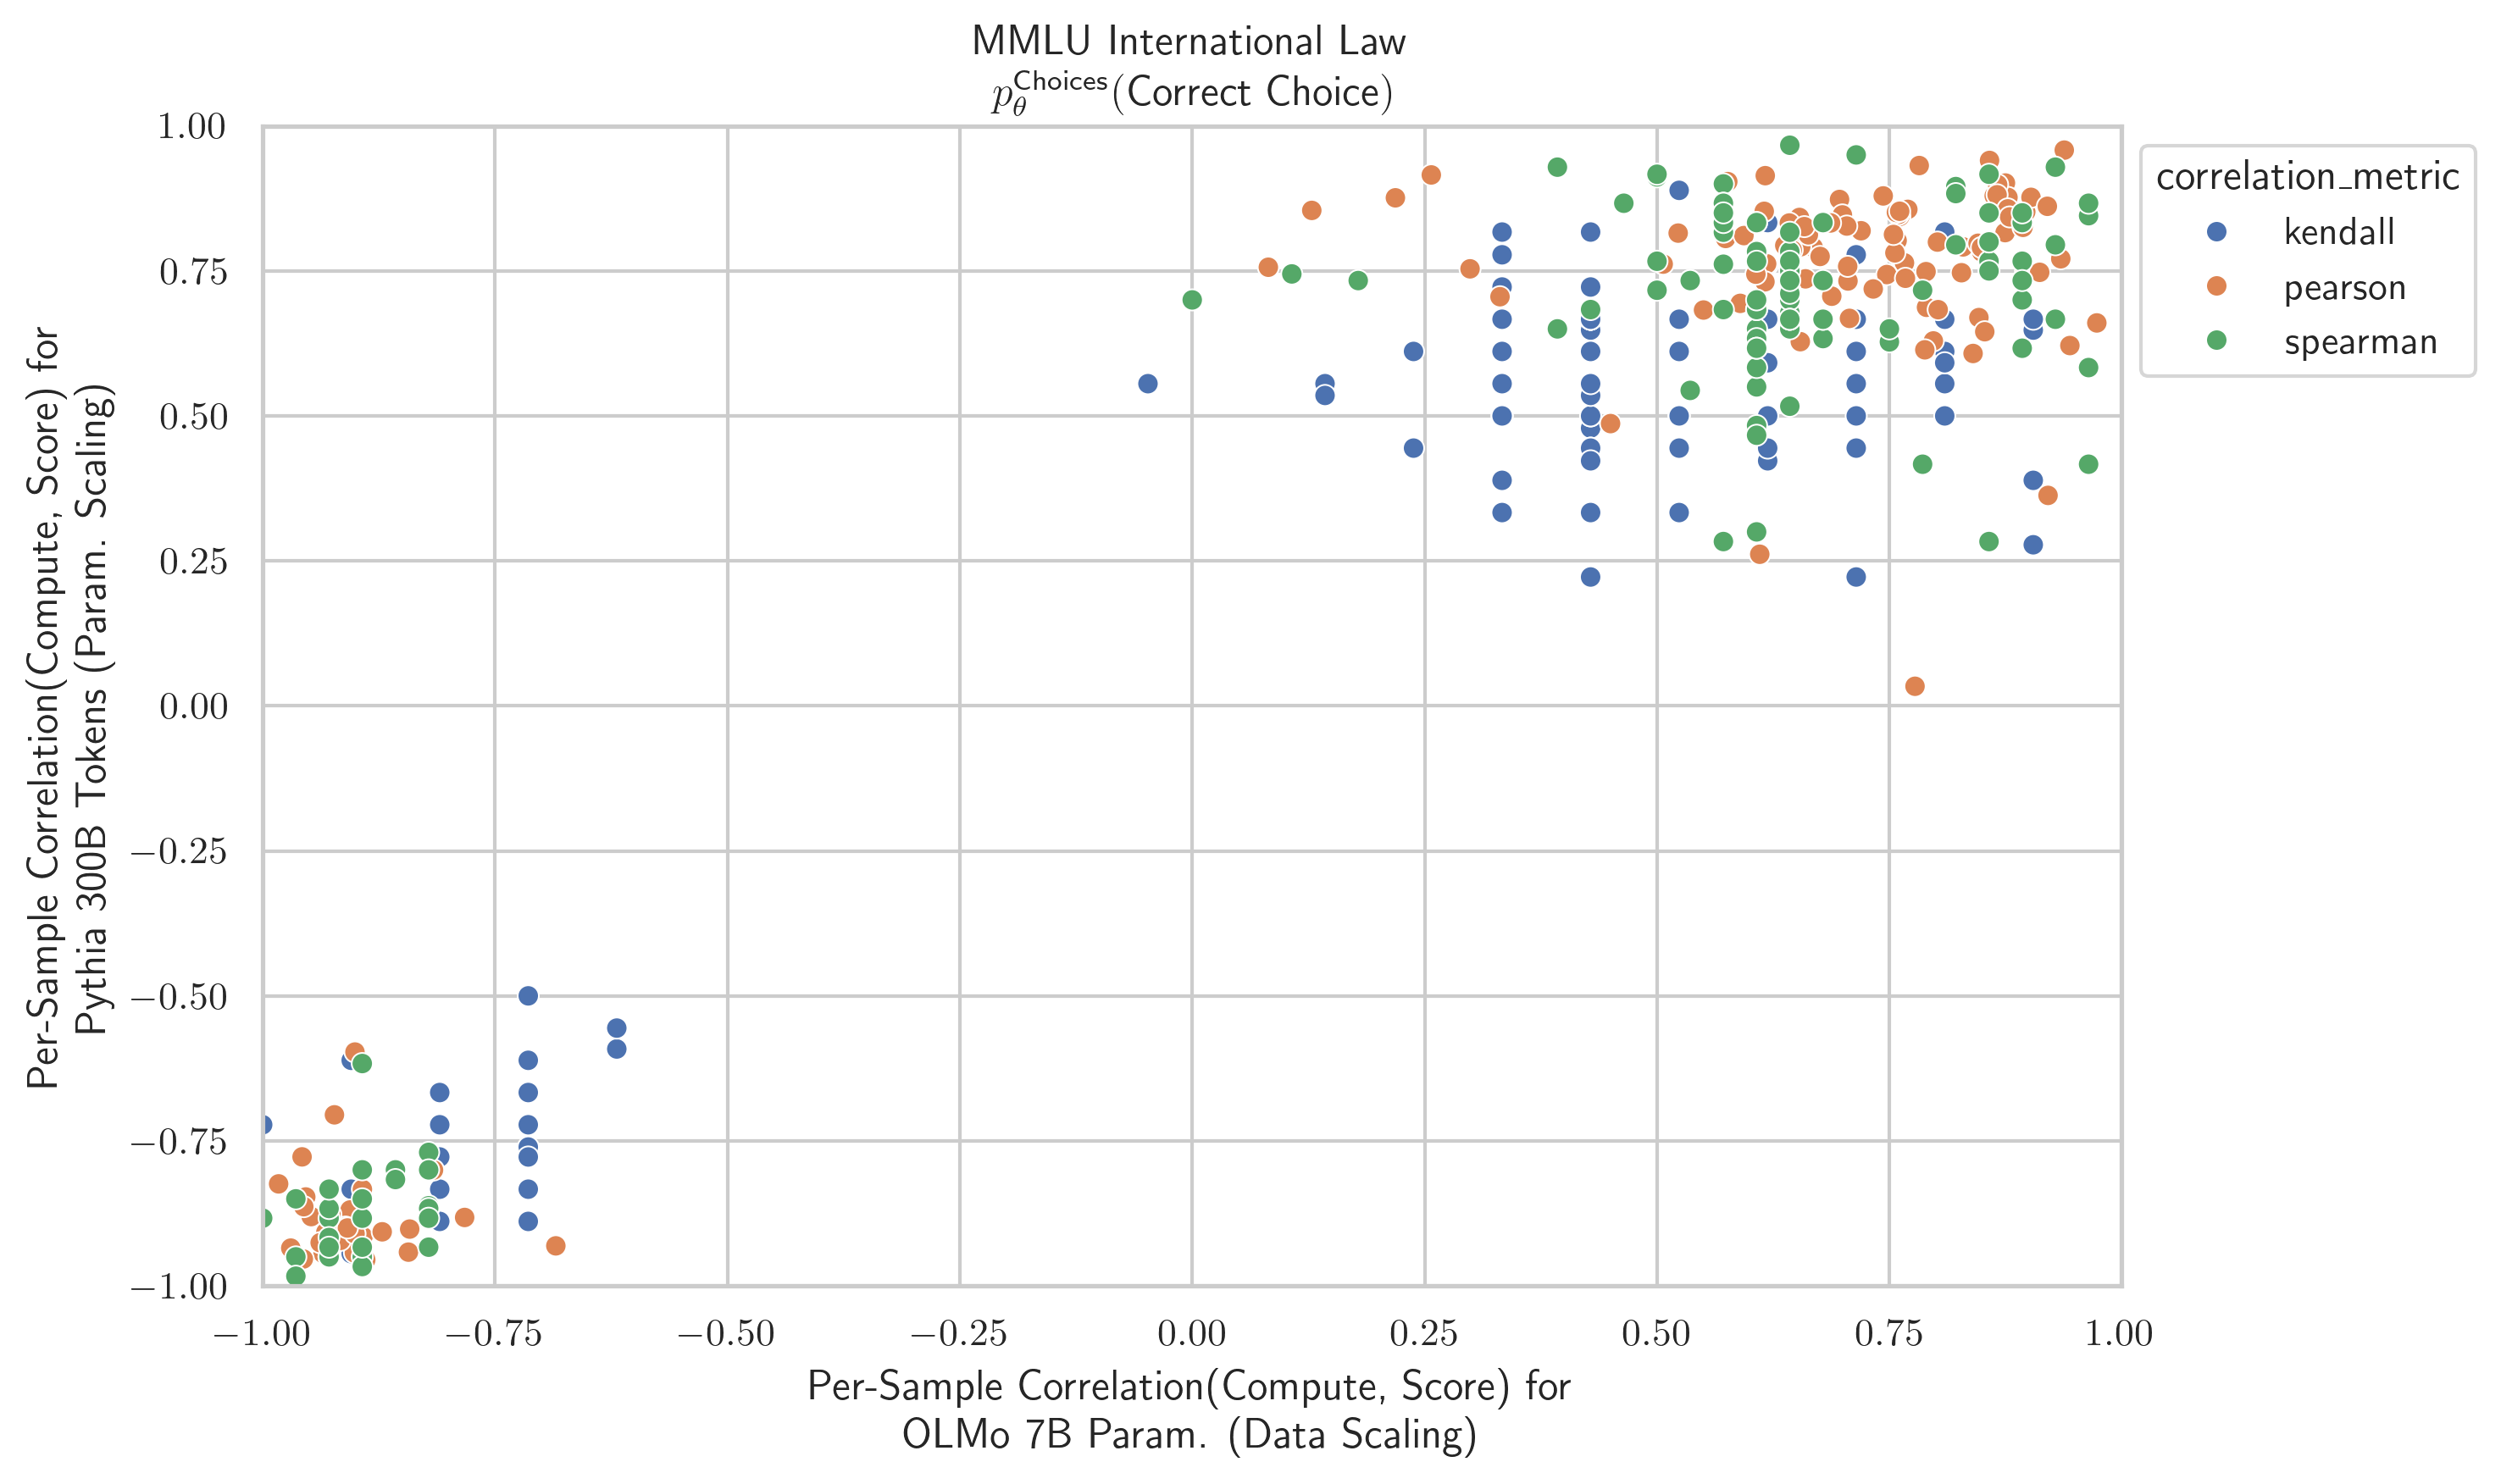 MMLU International Law
p_θ^Choices(Correct Choice)
Per-Sample Correlation(Compute, Score) for
Pythia 300B Tokens (Param. Scaling)
1.00
0.75
0.50
0.25
0.00
−0.25
−0.50
−0.75
−1.00
−1.00 −0.75 −0.50 −0.25 0.00 0.25 0.50 0.75 1.00
Per-Sample Correlation(Compute, Score) for
OLMo 7B Param. (Data Scaling)
correlation_metric
kendall
pearson
spearman